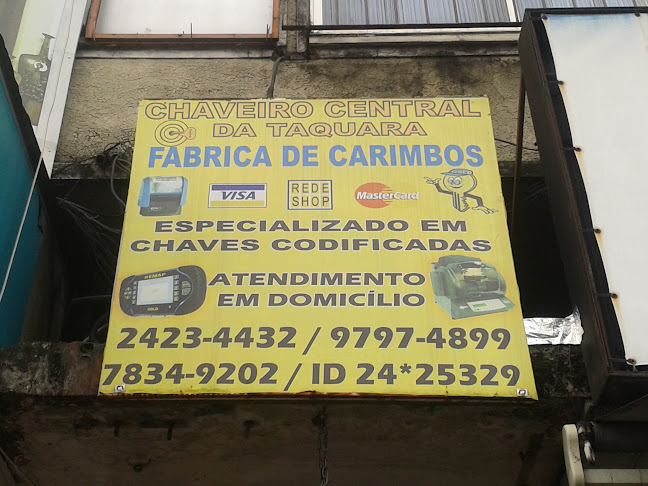 CHAVEIRO CENTRAL
DA TAQUARA
FÁBRICA DE CARIMBOS
VISA
REDE
SHOP
MasterCard
ESPECIALIZADO EM
CHAVES CODIFICADAS
ATENDIMENTO
EM DOMICÍLIO
2423-4432 / 9797-4899
7834-9202 / ID 24*25329